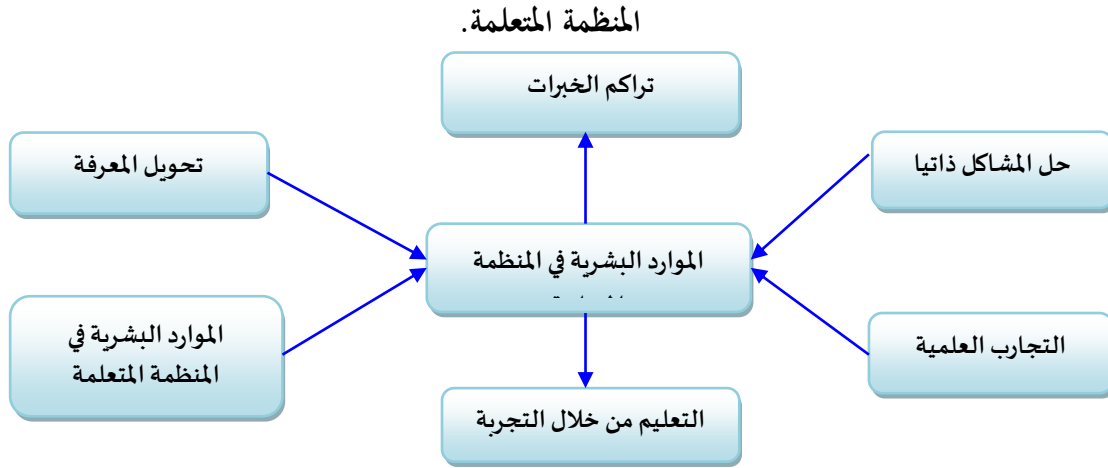 المنظمة المتعلمة.
تراكم الخبرات
حل المشاكل ذاتيا
تحويل المعرفة
الموارد البشرية في المنظمة
التجارب العلمية
الموارد البشرية في
المنظمة المتعلمة
التعليم من خلال التجربة